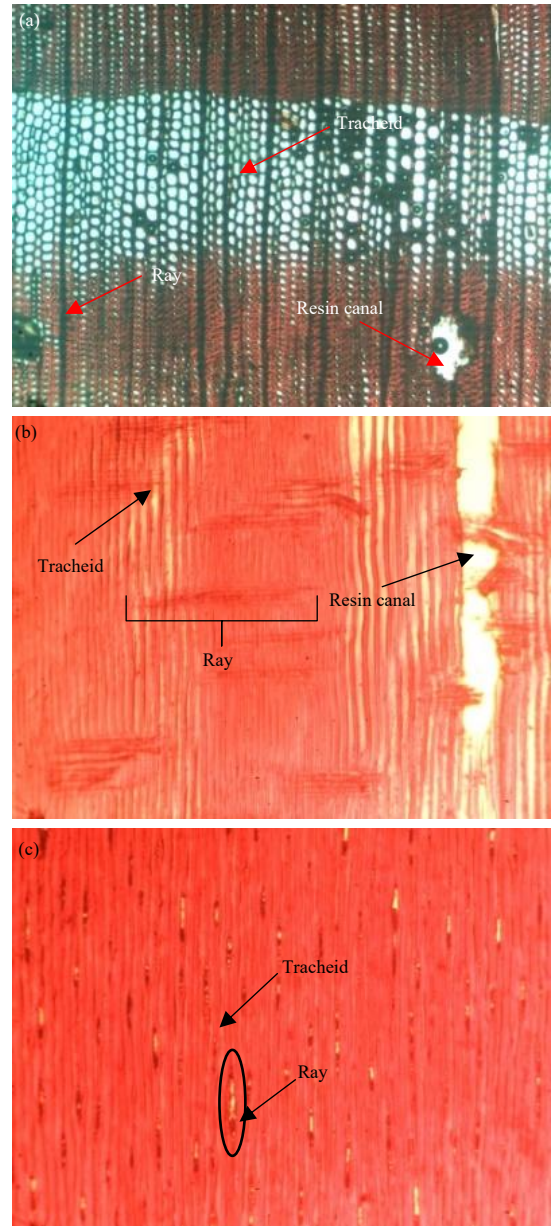 (a)
Tracheid
Ray
Resin canal
(b)
Tracheid
Resin canal
Ray
(c)
Tracheid
Ray